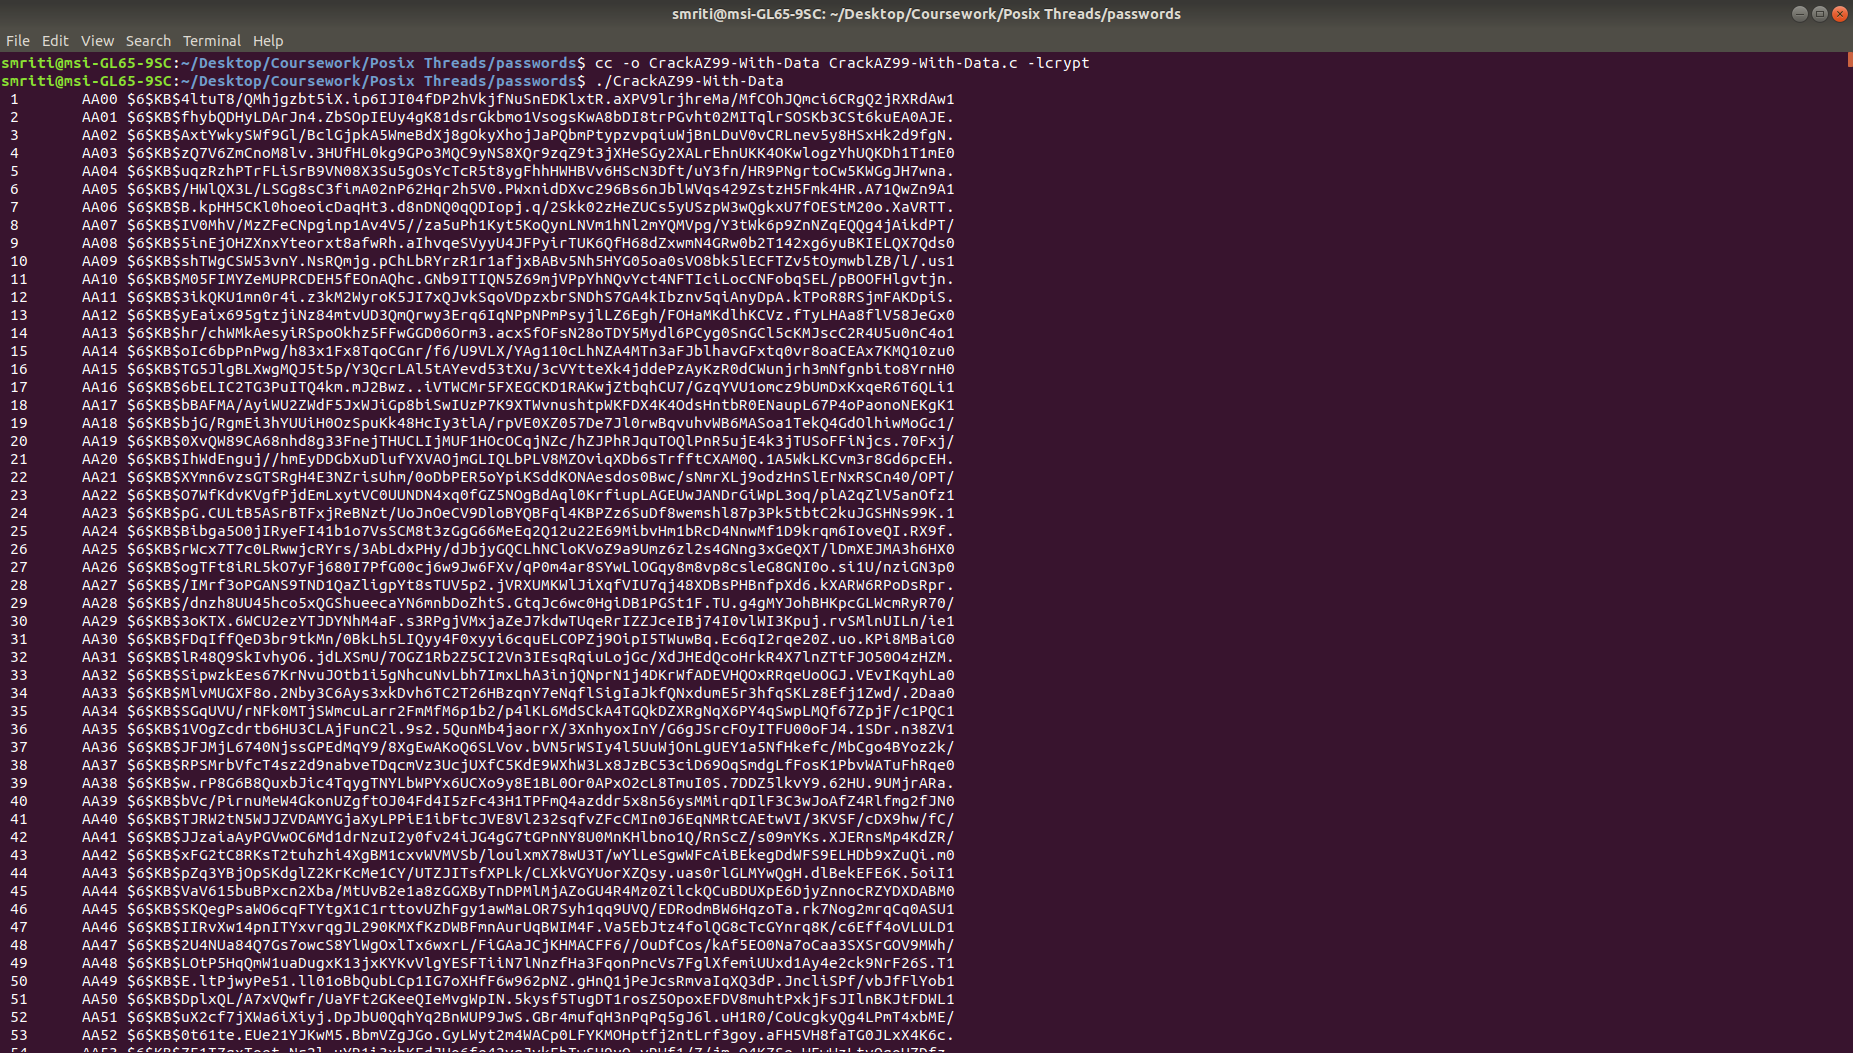 smriti@msi-GL65-9SC: ~/Desktop/Coursework/Posix Threads/passwords
File Edit View Search Terminal Help
smriti@msi-GL65-9SC:~/Desktop/Coursework/Posix Threads/passwords$ cc -o CrackAZ99-With-Data CrackAZ99-With-Data.c -lcrypt
smriti@msi-GL65-9SC:~/Desktop/Coursework/Posix Threads/passwords$ ./CrackAZ99-With-Data
1 AA00 $6$KB$4ltuT8/QMhjgzbt5iX.ip6IJI04fDP2hVkjfNuSnEDKlxtR.aXPV9lrjhreMa/MfCOhJQmci6CRgQ2jRXRdAw1
2 AA01 $6$KB$fhybQDHyLDArJn4.ZbSOpIEUy4gK81dsrGkbmo1VsogsKwA8bDI8trPGvht02MITqlrSOSKb3CSt6kuEA0AJE.
3 AA02 $6$KB$AxtYwkySWf9Gl/BclGjpkA5WmeBdXj8gOkyXhojJaPQbmPtypzvpqiuWjBnLDuV0vCRLnev5y8HSxHk2d9fgN.
4 AA03 $6$KB$zQ7V6ZmCnoM8lv.3HUfHL0kg9GPo3MQC9yNS8XQr9zqZ9t3jXHeSGy2XALrEhnUKK4OKwlogzYhUQKDh1T1mE0
5 AA04 $6$KB$uqzRzhPTrFLiSrB9VN08X3Su5gOsYcTcR5t8ygFhhHWHBVv6HScN3Dft/uY3fn/HR9PNgrtoCw5KWGgJH7wna.
6 AA05 $6$KB$/HWlQX3L/LSGg8sC3fimA02nP62Hqr2h5V0.PWxnidDXvc296Bs6nJblWVqs429ZstzH5Fmk4HR.A71QwZn9A1
7 AA06 $6$KB$B.kpHH5CKl0hoeoicDaqHt3.d8nDNQ0qQDIopj.q/2Skk02zHeZUCs5yUSzpW3wQgkxU7fOEStM20o.XaVRTT.
8 AA07 $6$KB$IV0MhV/MzZFeCNpginp1Av4V5//za5uPh1Kyt5KoQynLNVm1hNl2mYQMVpg/Y3tWk6p9ZnNZqEQQg4jAikdPT/
9 AA08 $6$KB$5inEjOHZXnxYteorxt8afwRh.aIhvqeSVyyU4JFPyirTUK6QfH68dZxwmN4GRw0b2T142xg6yuBKIELQX7Qds0
10 AA09 $6$KB$shTWgCSW53vnY.NsRQmjg.pChLbRYrzR1r1afjxBABv5Nh5HYG05oa0sVO8bk5lECFTZv5tOymwblZB/l/.us1
11 AA10 $6$KB$M05FIMYZeMUPRCDEH5fEOnAQhc.GNb9ITIQN5Z69mjVPpYhNQvYct4NFTIciLocCNFobqSEL/pBOOFHlgvtjn.
12 AA11 $6$KB$3ikQKU1mn0r4i.z3kM2WyroK5JI7xQJvkSqoVDpzxbrSNDhS7GA4kIbznv5qiAnyDpA.kTPoR8RSjmFAKDpiS.
13 AA12 $6$KB$yEaix695gtzjiNz84mtvUD3QmQrwy3Erq6IqNPpNPmPsyjlLZ6Egh/FOHaMKdlhKCVz.fTyLHAa8flV58JeGx0
14 AA13 $6$KB$hr/chWMkAesyiRSpoOkhz5FFwGGD06Orm3.acxSfOFsN28oTDY5Mydl6PCyg0SnGCl5cKMJscC2R4U5u0nC4o1
15 AA14 $6$KB$oIc6bpPnPwg/h83x1Fx8TqoCGnr/f6/U9VLX/YAg110cLhNZA4MTn3aFJblhavGFxtq0vr8oaCEAx7KMQ10zu0
16 AA15 $6$KB$TG5JlgBLXwgMQJ5t5p/Y3QcrLAl5tAYevd53tXu/3cVYtteXk4jddePzAyKzR0dCWunjrh3mNfgnbito8YrnH0
17 AA16 $6$KB$6bELIC2TG3PuITQ4km.mJ2Bwz..iVTWCMr5FXEGCKD1RAKwjZtbqhCU7/GzqYVU1omcz9bUmDxKxqeR6T6QLi1
18 AA17 $6$KB$bBAFMA/AyiWU2ZWdF5JxWJiGp8biSwIUzP7K9XTWvnushtpWKFDX4K4OdsHntbR0ENaupL67P4oPaonoNEKgK1
19 AA18 $6$KB$bjG/RgmEi3hYUUiH0OzSpuKk48HcIy3tlA/rpVE0XZ057De7Jl0rwBqvuhvWB6MASoa1TekQ4GdOlhiwMoGc1/
20 AA19 $6$KB$0XvQW89CA68nhd8g33FnejTHUCLIjMUF1HOcOCqjNZc/hZJPhRJquTOQlPnR5ujE4k3jTUSoFFiNjcs.70Fxj/
21 AA20 $6$KB$IhWdEnguj//hmEyDDGbXuDlufYXVAOjmGLIQLbPLV8MZOviqXDb6sTrfftCXAM0Q.1A5WkLKCvm3r8Gd6pcEH.
22 AA21 $6$KB$XYmn6vzsGTSRgH4E3NZrisUhm/0oDbPER5oYpiKSddKONAesdos0Bwc/sNmrXLj9odzHnSlErNxRSCn40/OPT/
23 AA22 $6$KB$O7WfKdvKVgfPjdEmLxytVC0UUNDN4xq0fGZ5NOgBdAql0KrfiupLAGEUwJANDrGiWpL3oq/plA2qZlV5anOfz1
24 AA23 $6$KB$pG.CULtB5ASrBTFxjReBNzt/UoJnOeCV9DloBYQBFql4KBPZz6SuDf8wemshl87p3Pk5tbtC2kuJGSHNs99K.1
25 AA24 $6$KB$Bibga5O0jIRyeFI41b1o7VsSCM8t3zGgG66MeEq2Q12u22E69MibvHm1bRcD4NnwMf1D9krqm6IoveQI.RX9f.
26 AA25 $6$KB$rWcx7T7c0LRwwjcRYrs/3AbLdxPHy/dJbjyGQCLhNCloKVoZ9a9Umz6zl2s4GNng3xGeQXT/lDmXEJMA3h6HX0
27 AA26 $6$KB$ogTFt8iRL5kO7yFj680I7PfG00cj6w9Jw6FXv/qP0m4ar8SYwLlOGqy8m8vp8csleG8GNI0o.si1U/nziGN3p0
28 AA27 $6$KB$/IMrf3oPGANS9TND1QaZligpYt8sTUV5p2.jVRXUMKWlJiXqfVIU7qj48XDBsPHBnfpXd6.kXARW6RPoDsRpr.
29 AA28 $6$KB$/dnzh8UU45hco5xQGShueecaYN6mnbDoZhtS.GtqJc6wc0HgiDB1PGSt1F.TU.g4gMYJohBHKpcGLWcmRyR70/
30 AA29 $6$KB$3oKTX.6WCU2ezYTJDYNhM4aF.s3RPgjVMxjaZeJ7kdwTUqeRrIZZJceIBj74I0vlWI3Kpuj.rvSMlnUILn/ie1
31 AA30 $6$KB$FDqIffQeD3br9tkMn/0BkLh5LIQyy4F0xyyi6cquELCOPZj9OipI5TWuwBq.Ec6qI2rqe20Z.uo.KPi8MBaiG0
32 AA31 $6$KB$lR48Q9SkIvhyO6.jdLXSmU/7OGZ1Rb2Z5CI2Vn3IEsqRqiuLojGc/XdJHEdQcoHrkR4X7lnZTtFJO50O4zHZM.
33 AA32 $6$KB$SipwzkEes67KrNvuJOtb1i5gNhcuNvLbh7ImxLhA3injQNprN1j4DKrWfADEVHQOxRRqeUoOGJ.VEvIKqyhLa0
34 AA33 $6$KB$MlvMUGXF8o.2Nby3C6Ays3xkDvh6TC2T26HBzqnY7eNqflSigIaJkfQNxdumE5r3hfqSKLz8Efj1Zwd/.2Daa0
35 AA34 $6$KB$SGqUVU/rNFk0MTjSWmcuLarr2FmMfM6p1b2/p4lKL6MdSCkA4TGQkDZXRgNqX6PY4qSwpLMQf67ZpjF/c1PQC1
36 AA35 $6$KB$1VOgZcdrtb6HU3CLAjFunC2l.9s2.5QunMb4jaorrX/3XnhyoxInY/G6gJSrcFOyITFU00oFJ4.1SDr.n38ZV1
37 AA36 $6$KB$JFJMjL6740NjssGPEdMqY9/8XgEwAKoQ6SLVov.bVN5rWSIy4l5UuWjOnLgUEY1a5NfHkefc/MbCgo4BYoz2k/
38 AA37 $6$KB$RPSMrbVfcT4sz2d9nabveTDqcmVz3UcjUXfC5KdE9WXhW3Lx8JzBC53ciD69OqSmdgLfFosK1PbvWATuFhRqe0
39 AA38 $6$KB$w.rP8G6B8QuxbJic4TqygTNYLbWPYx6UCXo9y8E1BL0Or0APxO2cL8TmuI0S.7DDZ5lkvY9.62HU.9UMjrARa.
40 AA39 $6$KB$bVc/PirnuMeW4GkonUZgftOJ04Fd4I5zFc43H1TPFmQ4azddr5x8n56ysMMirqDIlF3C3wJoAfZ4Rlfmg2fJN0
41 AA40 $6$KB$TJRW2tN5WJJZVDAMYGjaXyLPPiE1ibFtcJVE8Vl232sqfvZFcCMIn0J6EqNMRtCAEtwVI/3KVSF/cDX9hw/fC/
42 AA41 $6$KB$JJzaiaAyPGVwOC6Md1drNzuI2y0fv24iJG4gG7tGPnNY8U0MnKHlbno1Q/RnScZ/s09mYKs.XJERnsMp4KdZR/
43 AA42 $6$KB$xFG2tC8RKsT2tuhzhi4XgBM1cxvWVMVSb/loulxmX78wU3T/wYlLeSgwWFcAiBEkegDdWFS9ELHDb9xZuQi.m0
44 AA43 $6$KB$pZq3YBjOpSKdglZ2KrKcMe1CY/UTZJITsfXPLk/CLXkVGYUorXZQsy.uas0rlGLMYwQgH.dlBekEFE6K.5oiI1
45 AA44 $6$KB$VaV615buBPxcn2Xba/MtUvB2e1a8zGGXByTnDPMlMjAZoGU4R4Mz0ZilckQCuBDUXpE6DjyZnnocRZYDXDABM0
46 AA45 $6$KB$SKQegPsaWO6cqFTYtgX1C1rttovUZhFgy1awMaLOR7Syh1qq9UVQ/EDRodmBW6HqzoTa.rk7Nog2mrqCq0ASU1
47 AA46 $6$KB$IIRvXw14pnITYxvrqgJL290KMXfKzDWBFmnAurUqBWIM4F.Va5EbJtz4folQG8cTcGYnrq8K/c6Eff4oVLULD1
48 AA47 $6$KB$2U4NUa84Q7Gs7owcS8YlWgOxlTx6wxrL/FiGAaJCjKHMACFF6//OuDfCos/kAf5EO0Na7oCaa3SXSrGOV9MWh/
49 AA48 $6$KB$LOtP5HqQmW1uaDugxK13jxKYKvVlgYESFTiiN7lNnzfHa3FqonPncVs7FglXfemiUUxd1Ay4e2ck9NrF26S.T1
50 AA49 $6$KB$E.ltPjwyPe51.ll01oBbQubLCp1IG7oXHfF6w962pNZ.gHnQ1jPeJcsRmvaIqXQ3dP.JncliSPf/vbJfFlYob1
51 AA50 $6$KB$DplxQL/A7xVQwfr/UaYFt2GKeeQIeMvgWpIN.5kysf5TugDT1rosZ5OpoxEFDV8muhtPxkjFsJIlnBKJtFDWL1
52 AA51 $6$KB$uX2cf7jXWa6iXiyj.DpJbU0QqhYq2BnWUP9JwS.GBr4mufqH3nPqPq5gJ6l.uH1R0/CoUcgkyQg4LPmT4xbME/
53 AA52 $6$KB$0t61te.EUe21YJKwM5.BbmVZgJGo.GyLWyt2m4WACp0LFYKMOHptfj2ntLrf3goy.aFH5VH8faTG0JLxX4K6c.